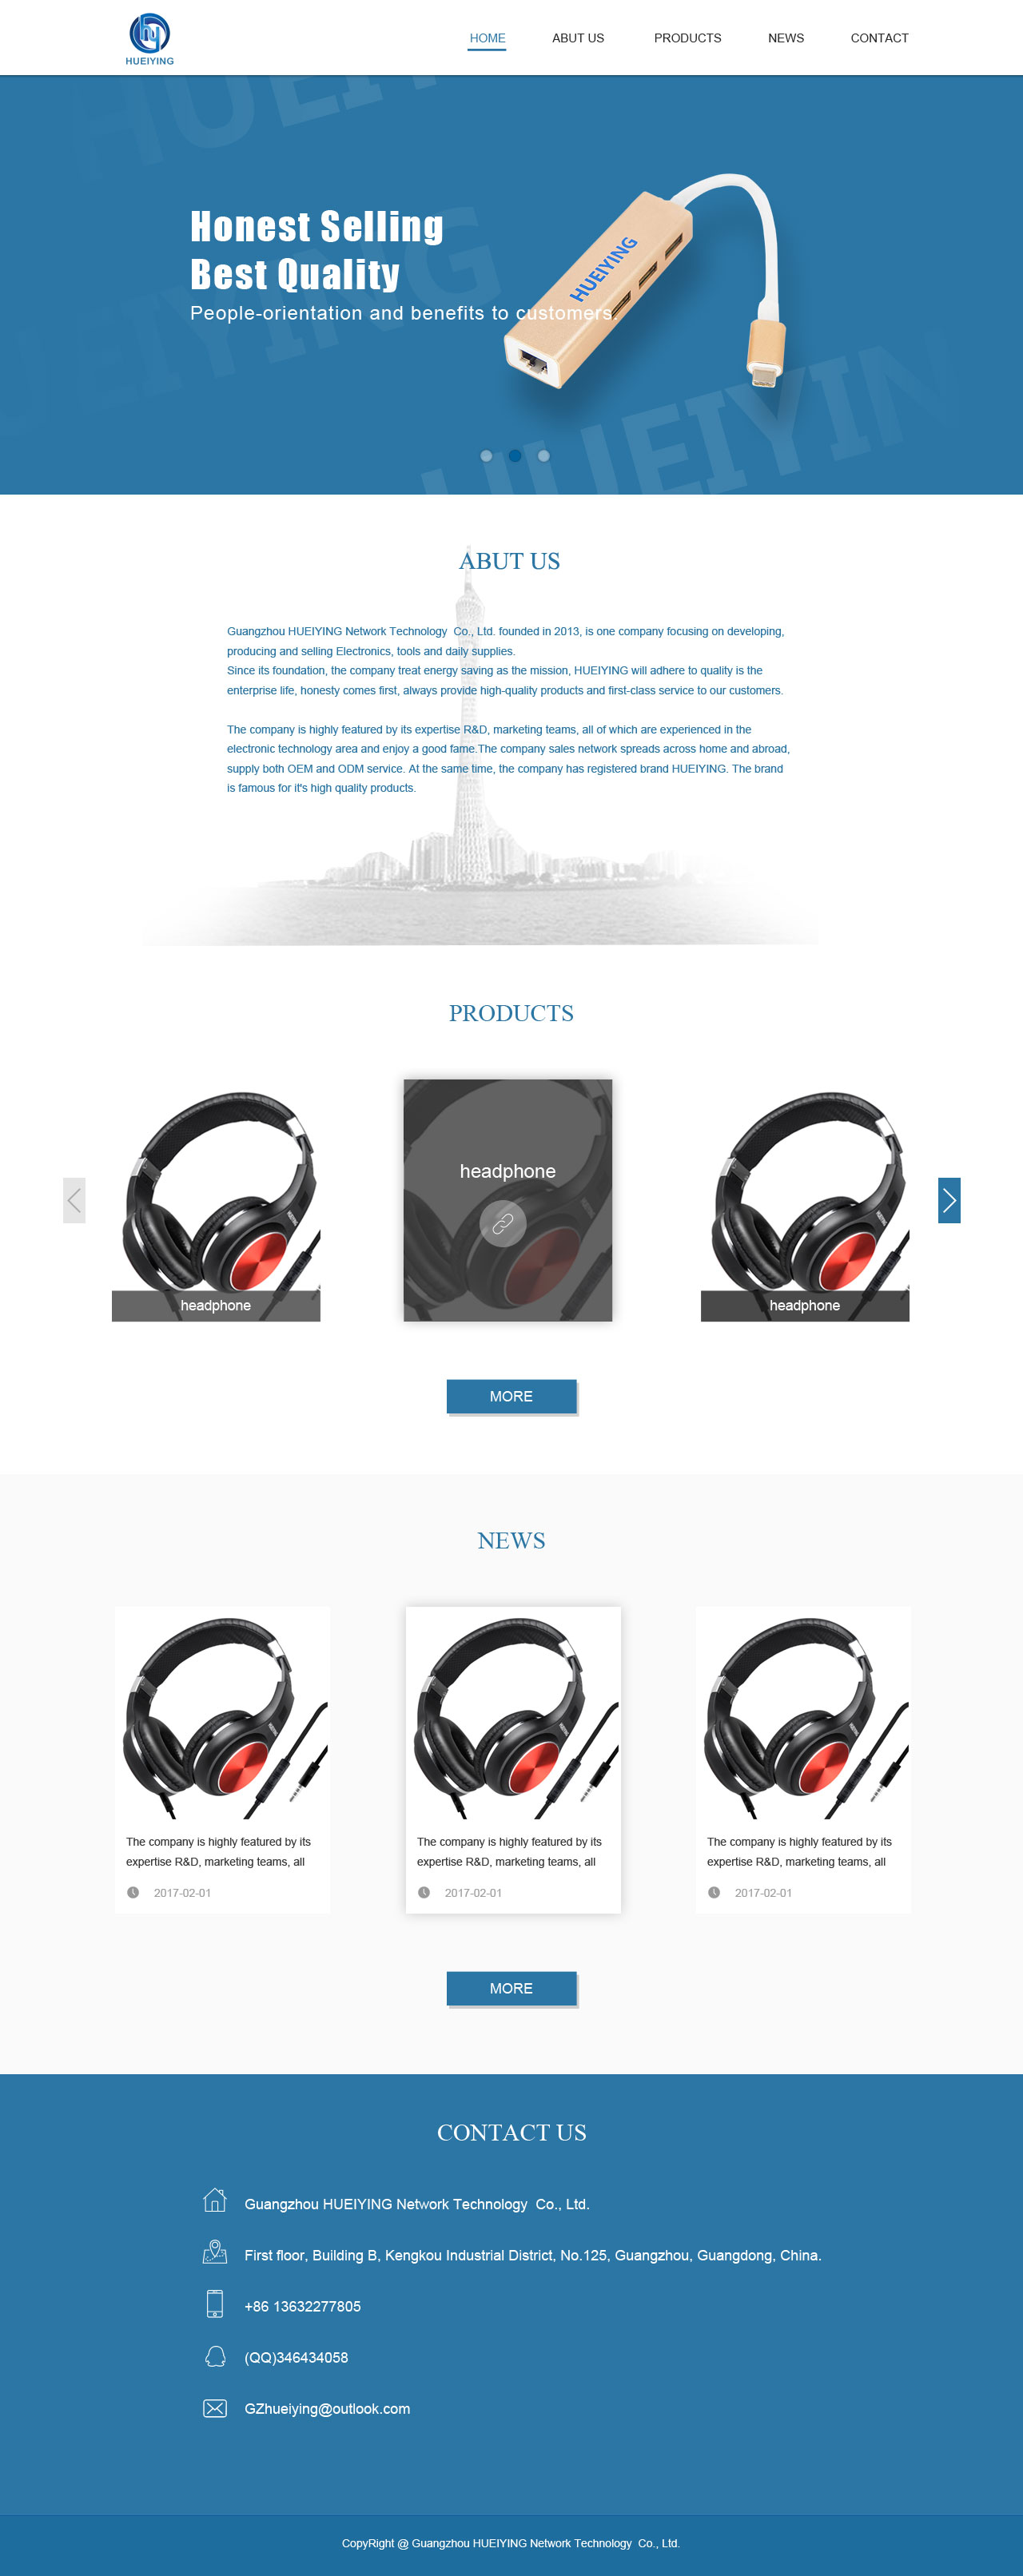 HUEIYING
HOME ABUT US PRODUCTS NEWS CONTACT
HUEIYING
HUEIYING
HUEIYIN
Honest Selling
Best Quality
People-orientation and benefits to customers.
HUEIYING
ABUT US
Guangzhou HUEIYING Network Technology Co., Ltd. founded in 2013, is one company focusing on developing,
producing and selling Electronics, tools and daily supplies.
Since its foundation, the company treat energy saving as the mission, HUEIYING will adhere to quality is the
enterprise life, honesty comes first, always provide high-quality products and first-class service to our customers.
The company is highly featured by its expertise R&D, marketing teams, all of which are experienced in the
electronic technology area and enjoy a good fame.The company sales network spreads across home and abroad,
supply both OEM and ODM service. At the same time, the company has registered brand HUEIYING. The brand
is famous for it's high quality products.
PRODUCTS
headphone
headphone
headphone
MORE
NEWS
The company is highly featured by its
expertise R&D, marketing teams, all
2017-02-01
The company is highly featured by its
expertise R&D, marketing teams, all
2017-02-01
The company is highly featured by its
expertise R&D, marketing teams, all
2017-02-01
MORE
CONTACT US
Guangzhou HUEIYING Network Technology Co., Ltd.
First floor, Building B, Kengkou Industrial District, No.125, Guangzhou, Guangdong, China.
+86 13632277805
(QQ)346434058
GZhueiying@outlook.com
CopyRight @ Guangzhou HUEIYING Network Technology Co., Ltd.